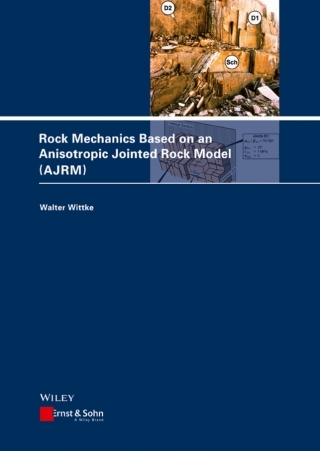 D2
D1
Sch
Rock Mechanics Based on an
Anisotropic Jointed Rock Model
(AJRM)
Walter Wittke
WILEY
Ernst & Sohn
A Wiley Brand